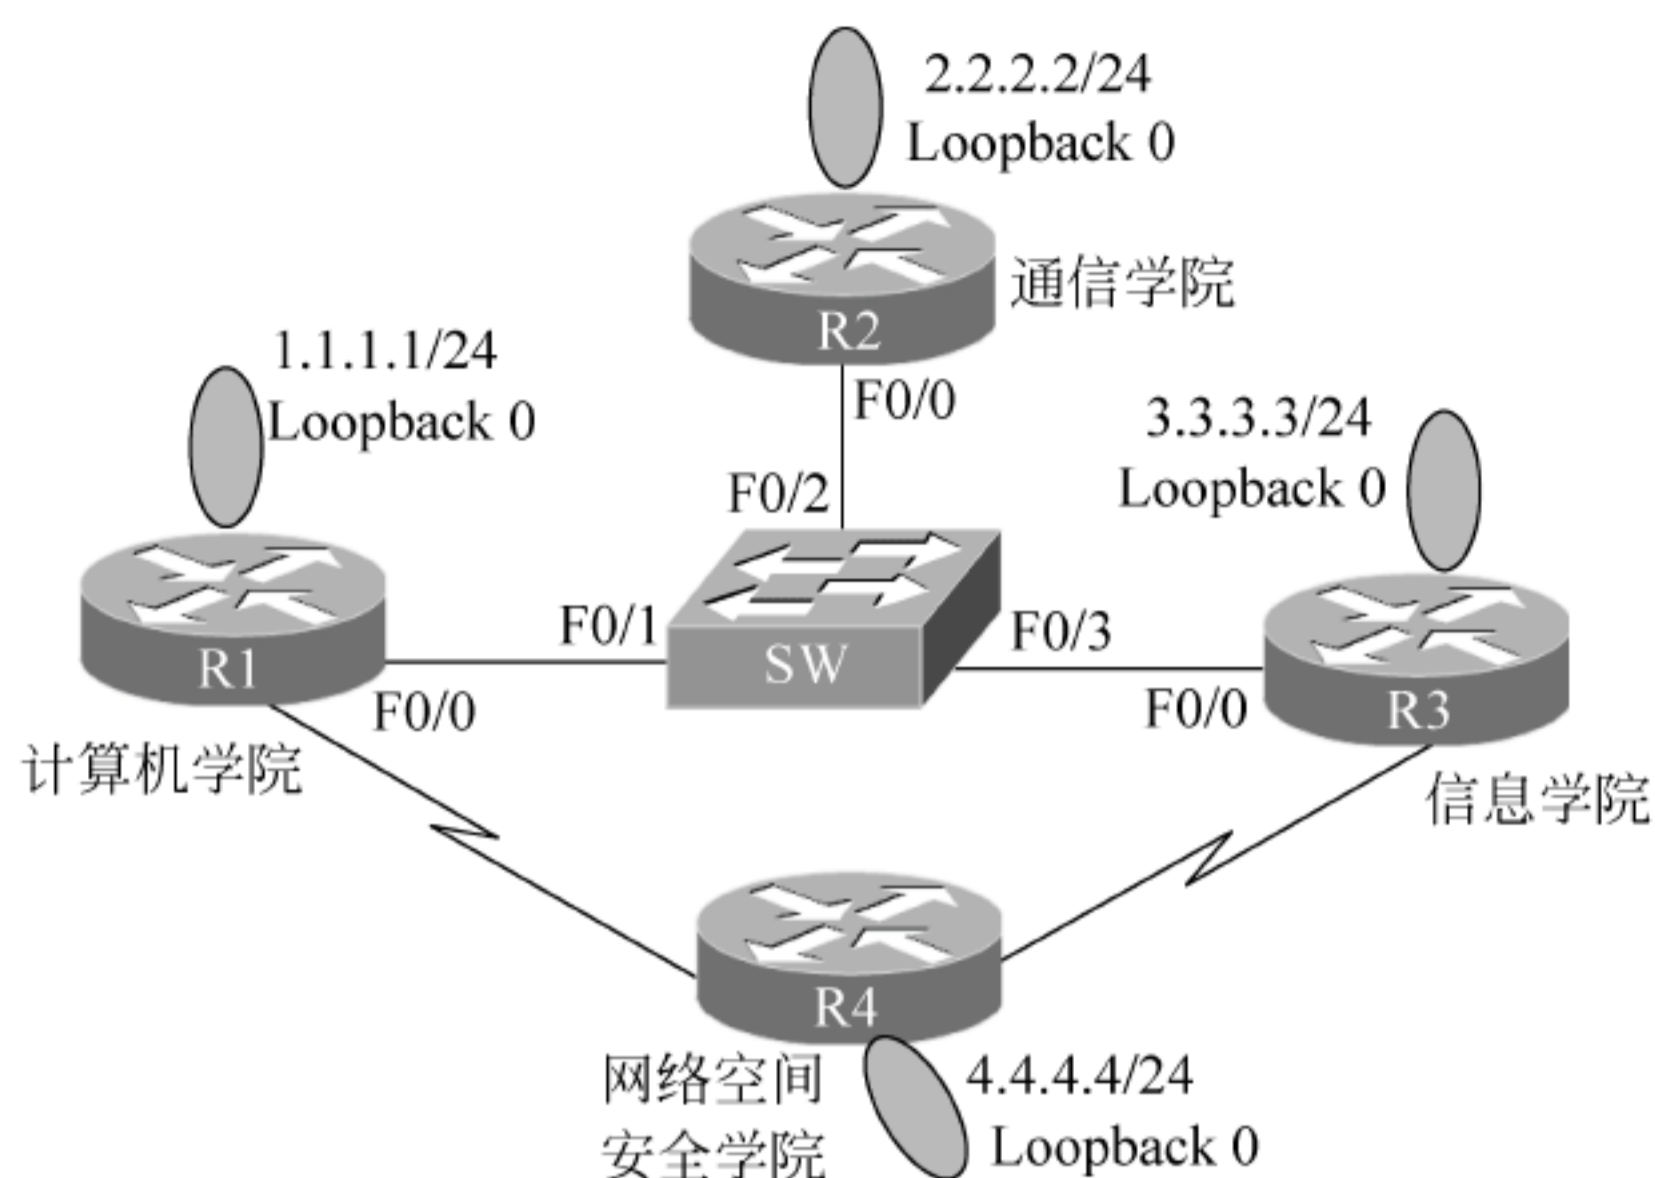 2.2.2.2/24
Loopback 0
R2
通信学院
F0/0
1.1.1.1/24
Loopback 0
3.3.3.3/24
Loopback 0
F0/2
F0/1
SW
F0/3
R1
F0/0
F0/0
R3
计算机学院
信息学院
R4
网络空间
安全学院
4.4.4.4/24
Loopback 0